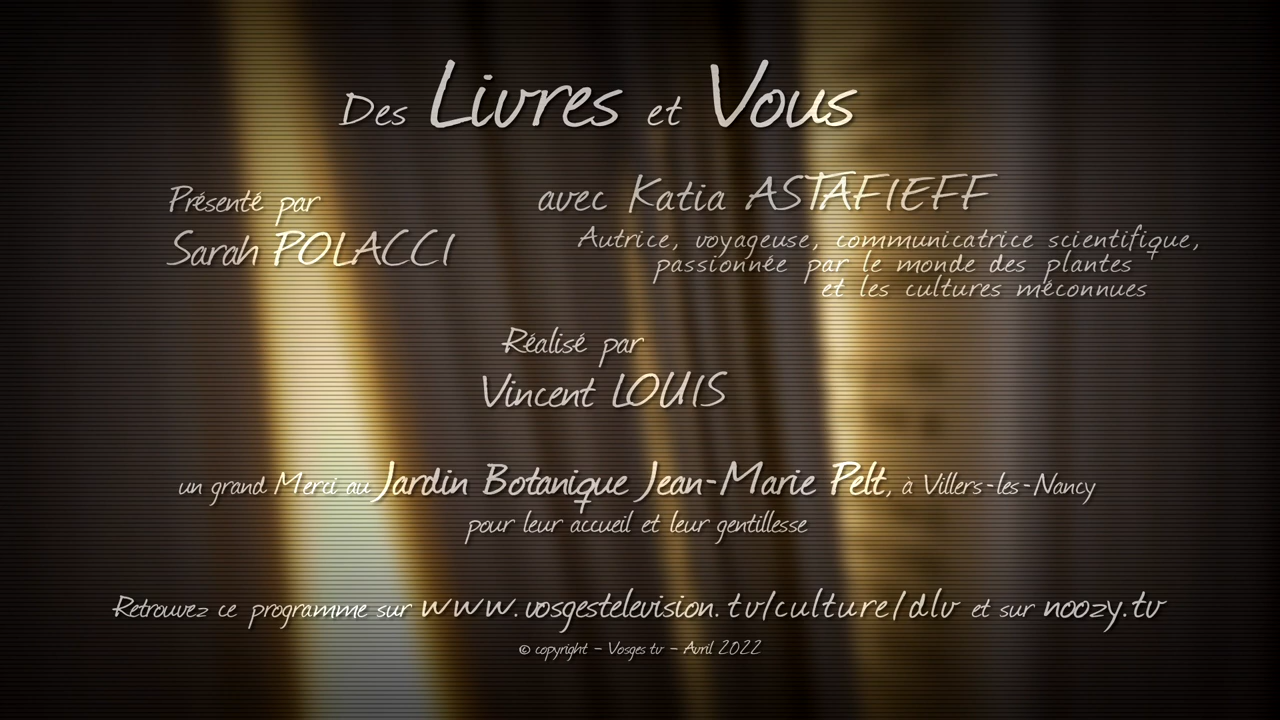 Des Livres et Vous
Présenté par
Sarah POLACCI
avec Katia ASTAFIEFF
Autrice, voyageuse, communicatrice scientifique,
passionnée par le monde des plantes
et les cultures méconnues
Réalisé par
Vincent LOUIS
un grand Merci au Jardin Botanique Jean-Marie Pelt, à Villers-les-Nancy
pour leur accueil et leur gentillesse
Retrouvez ce programme sur www.vosgestelevision.tv/culture/dlv et sur noozy.tv
© copyright - Vosges tv - Avril 2022